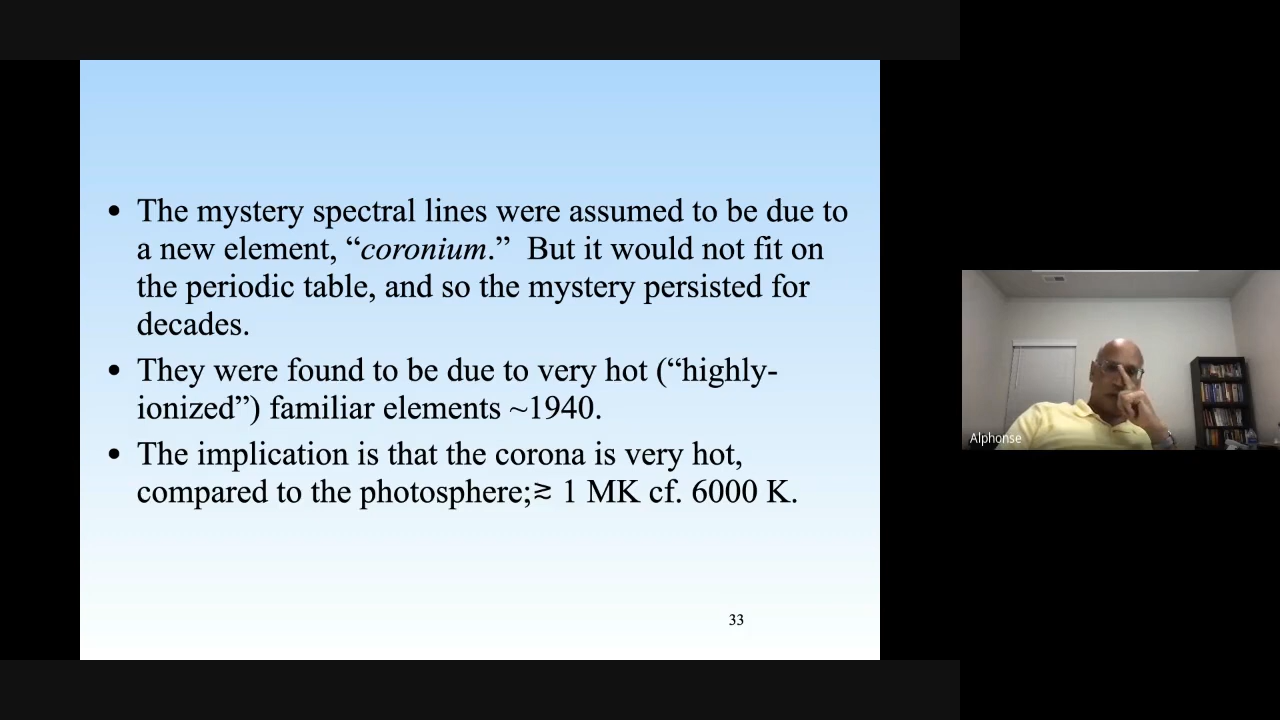 • The mystery spectral lines were assumed to be due to
a new element, “coronium.”  But it would not fit on
the periodic table, and so the mystery persisted for
decades.
• They were found to be due to very hot (“highly-
ionized”) familiar elements ~1940.
• The implication is that the corona is very hot,
compared to the photosphere;≷ 1 MK cf. 6000 K.
33
Alphonse